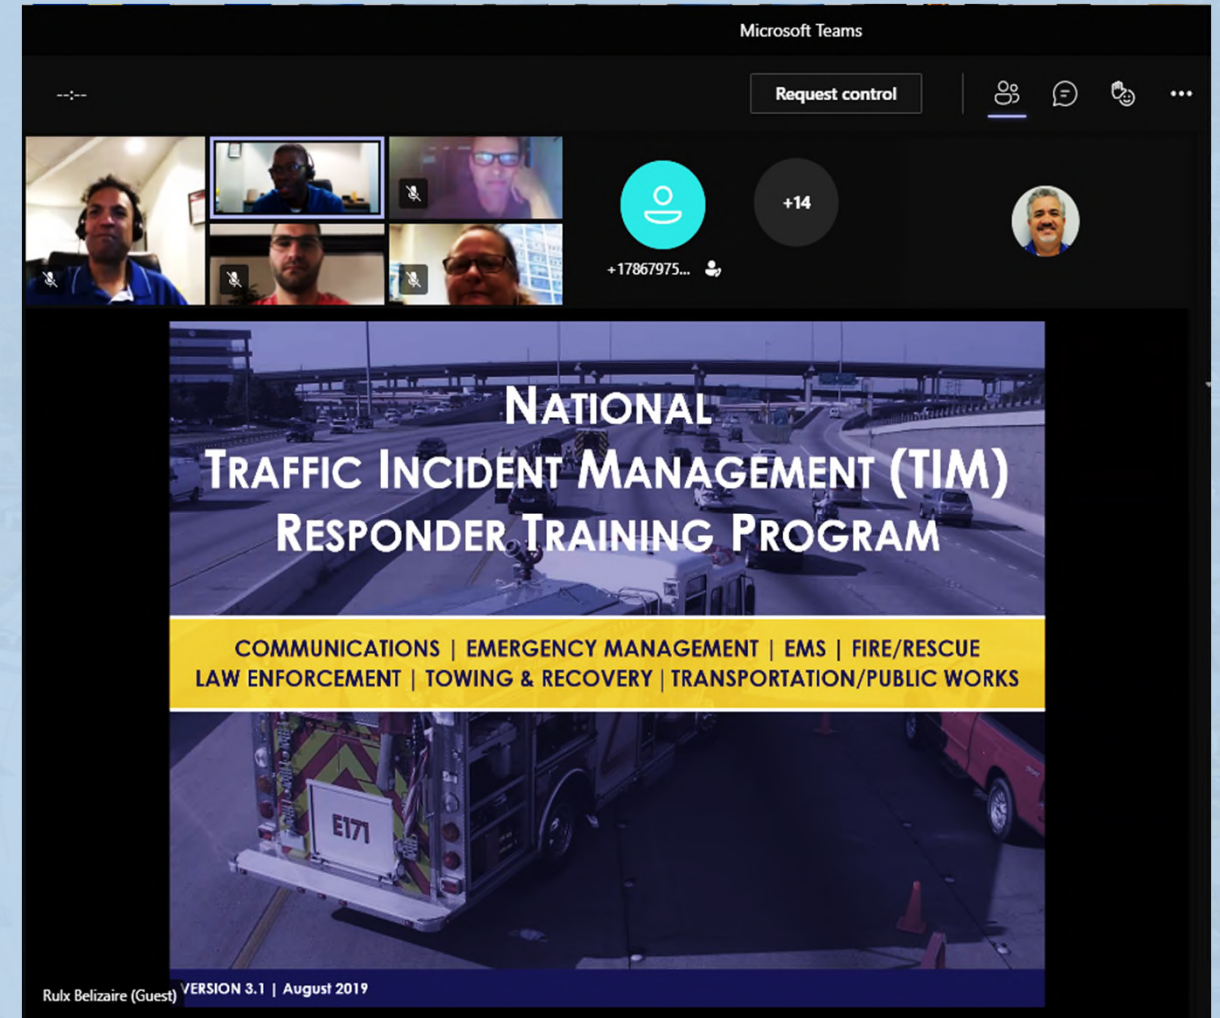 Microsoft Teams
--:--
Request control
+14
+17867975...
NATIONAL
TRAFFIC INCIDENT MANAGEMENT (TIM)
RESPONDER TRAINING PROGRAM
COMMUNICATIONS | EMERGENCY MANAGEMENT | EMS | FIRE/RESCUE
LAW ENFORCEMENT | TOWING & RECOVERY | TRANSPORTATION/PUBLIC WORKS
E171
Rulx Belizaire (Guest)
VERSION 3.1 | August 2019